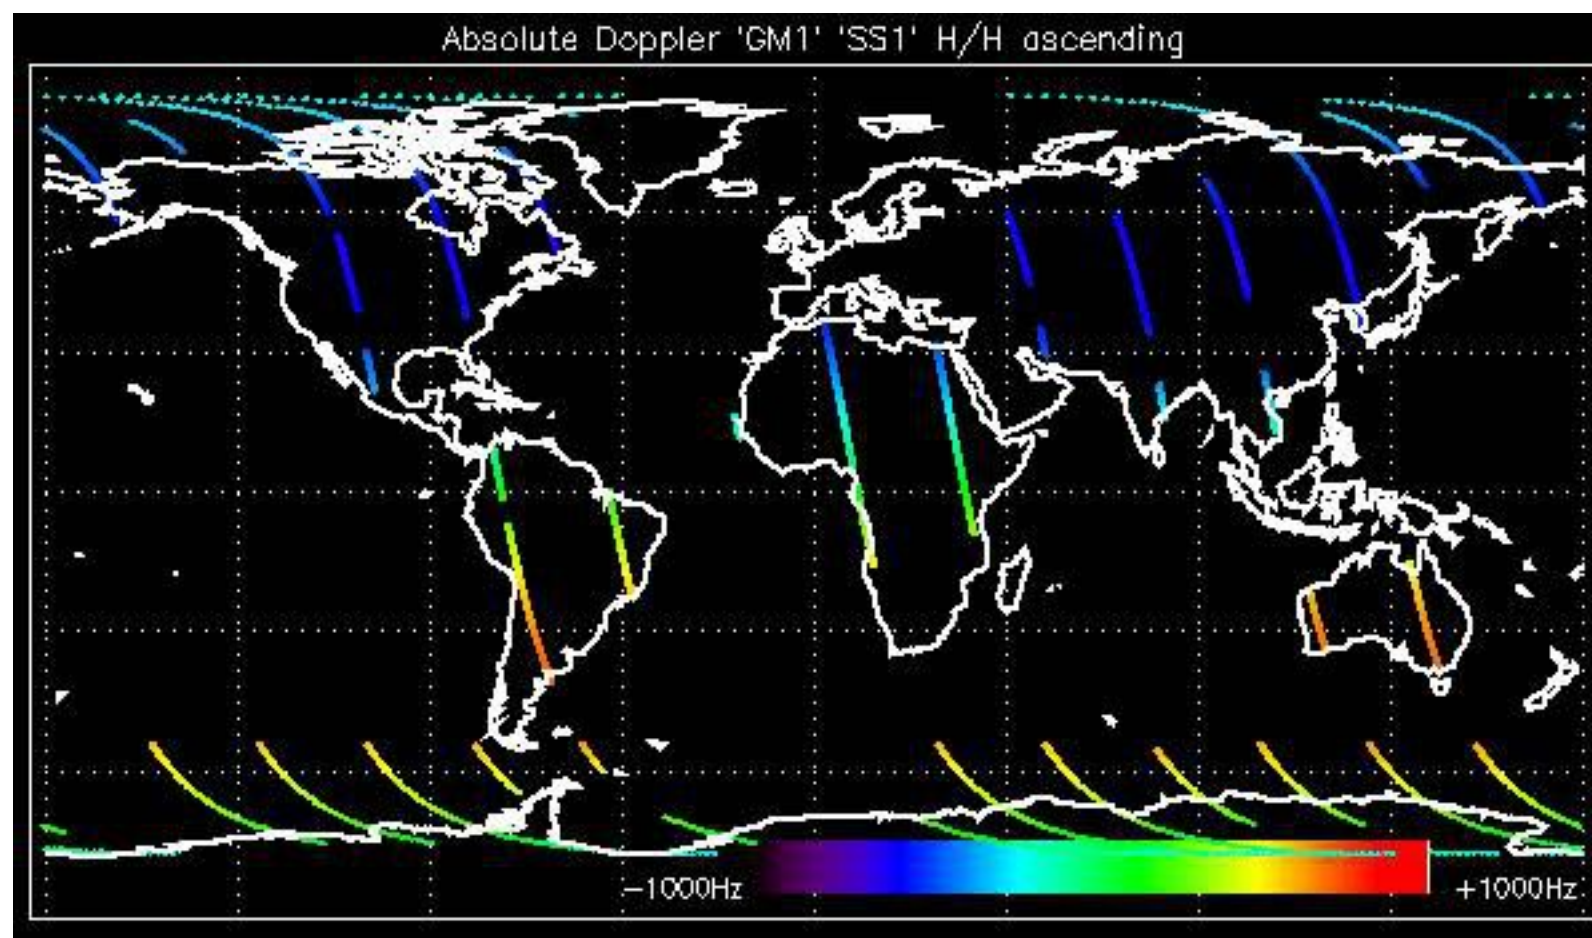 Absolute Doppler 'GM1' 'SS1' H/H ascending
-1000Hz
+1000Hz